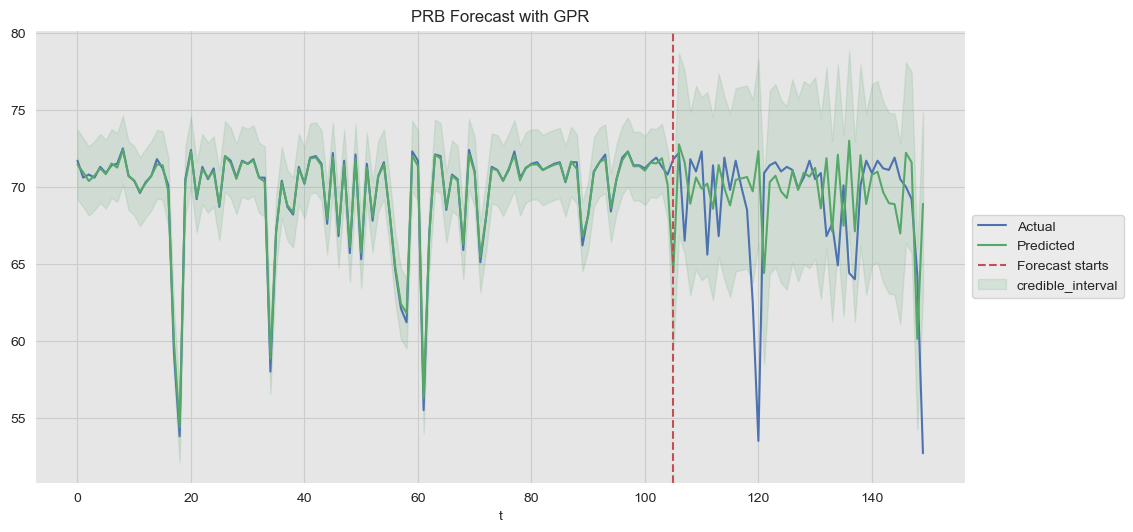 PRB Forecast with GPR
80
75
70
65
60
55
0 20 40 60 80 100 120 140
t
Actual
Predicted
Forecast starts
credible_interval